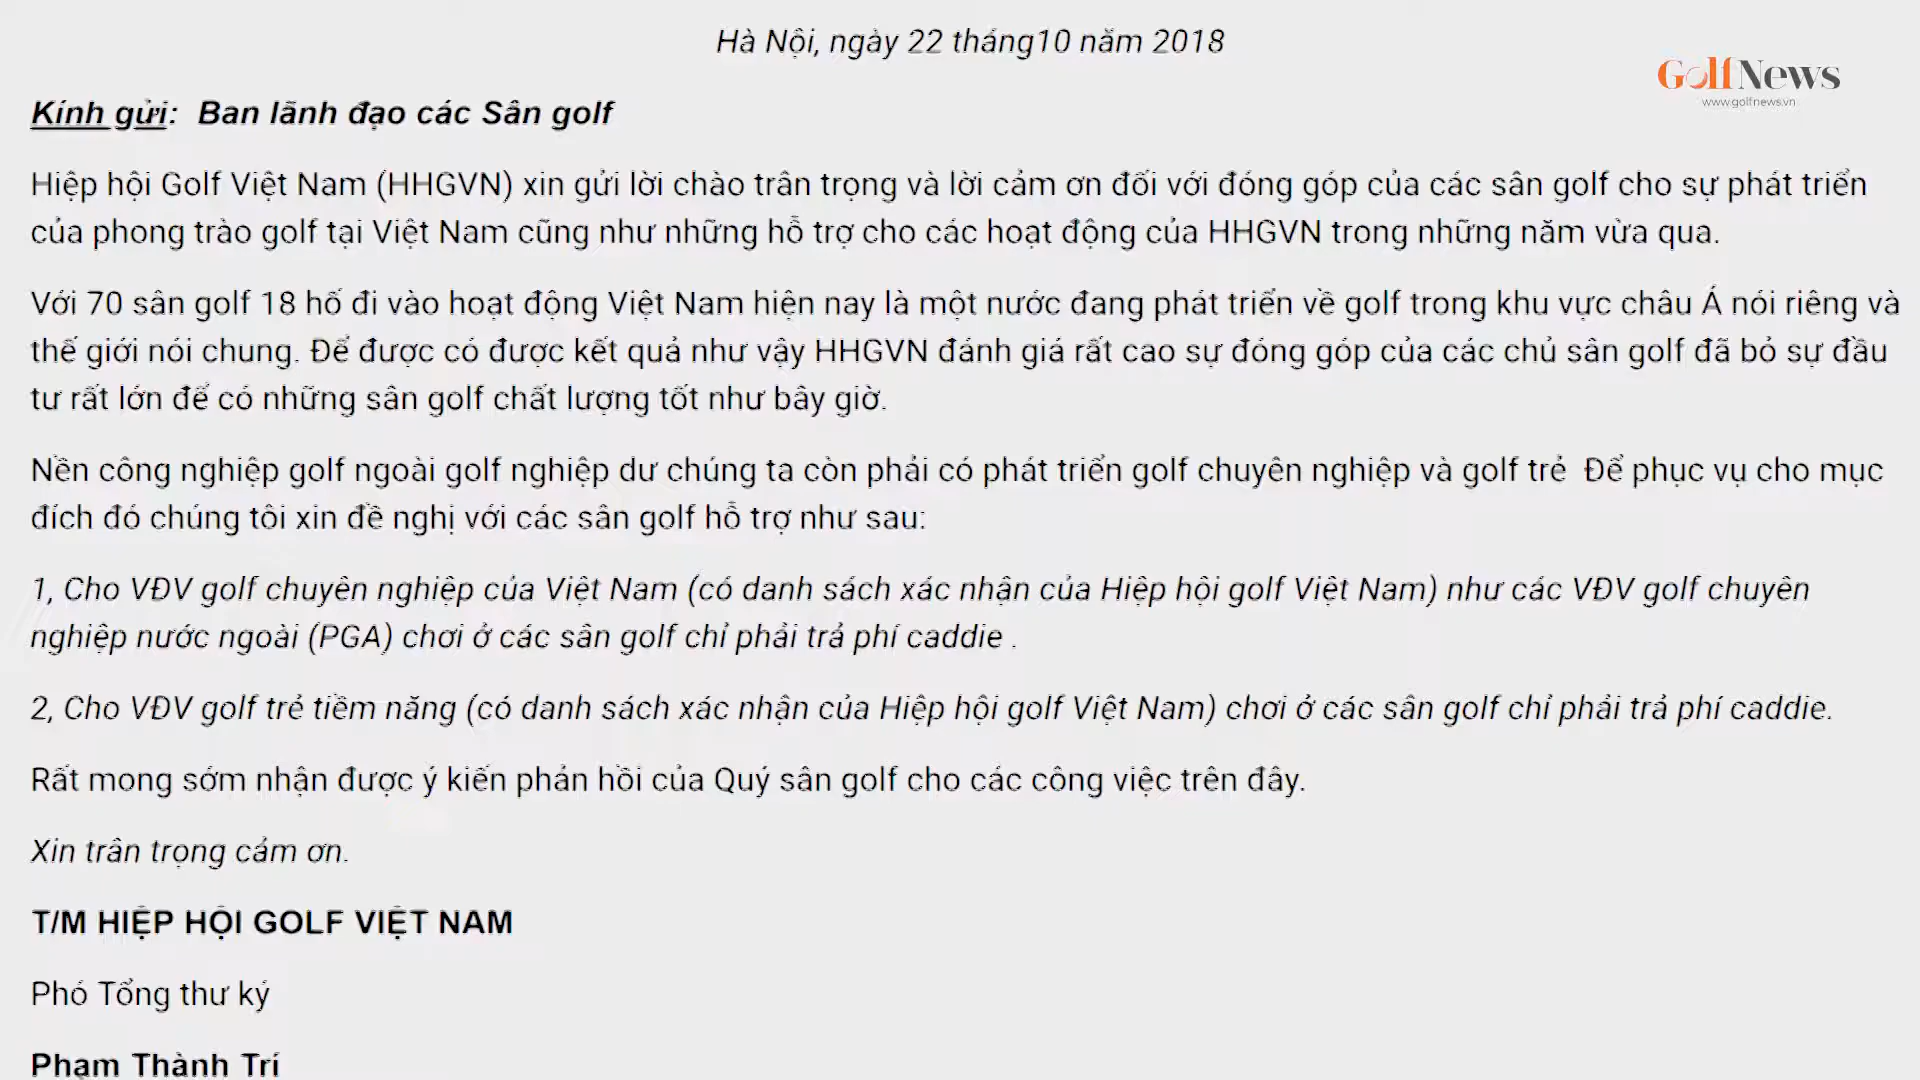 Hà Nội, ngày 22 tháng10 năm 2018
GolfNews
www.golfnews.vn
Kính gửi: Ban lãnh đạo các Sân golf
Hiệp hội Golf Việt Nam (HHGVN) xin gửi lời chào trân trọng và lời cảm ơn đối với đóng góp của các sân golf cho sự phát triển
của phong trào golf tại Việt Nam cũng như những hỗ trợ cho các hoạt động của HHGVN trong những năm vừa qua.
Với 70 sân golf 18 hố đi vào hoạt động Việt Nam hiện nay là một nước đang phát triển về golf trong khu vực châu Á nói riêng và
thế giới nói chung. Để được có được kết quả như vậy HHGVN đánh giá rất cao sự đóng góp của các chủ sân golf đã bỏ sự đầu
tư rất lớn để có những sân golf chất lượng tốt như bây giờ.
Nền công nghiệp golf ngoài golf nghiệp dư chúng ta còn phải có phát triển golf chuyên nghiệp và golf trẻ Để phục vụ cho mục
đích đó chúng tôi xin đề nghị với các sân golf hỗ trợ như sau:
1, Cho VĐV golf chuyên nghiệp của Việt Nam (có danh sách xác nhận của Hiệp hội golf Việt Nam) như các VĐV golf chuyên
nghiệp nước ngoài (PGA) chơi ở các sân golf chỉ phải trả phí caddie .
2, Cho VĐV golf trẻ tiềm năng (có danh sách xác nhận của Hiệp hội golf Việt Nam) chơi ở các sân golf chỉ phải trả phí caddie.
Rất mong sớm nhận được ý kiến phản hồi của Quý sân golf cho các công việc trên đây.
Xin trân trọng cảm ơn.
T/M HIỆP HỘI GOLF VIỆT NAM
Phó Tổng thư ký
Phạm Thành Trí